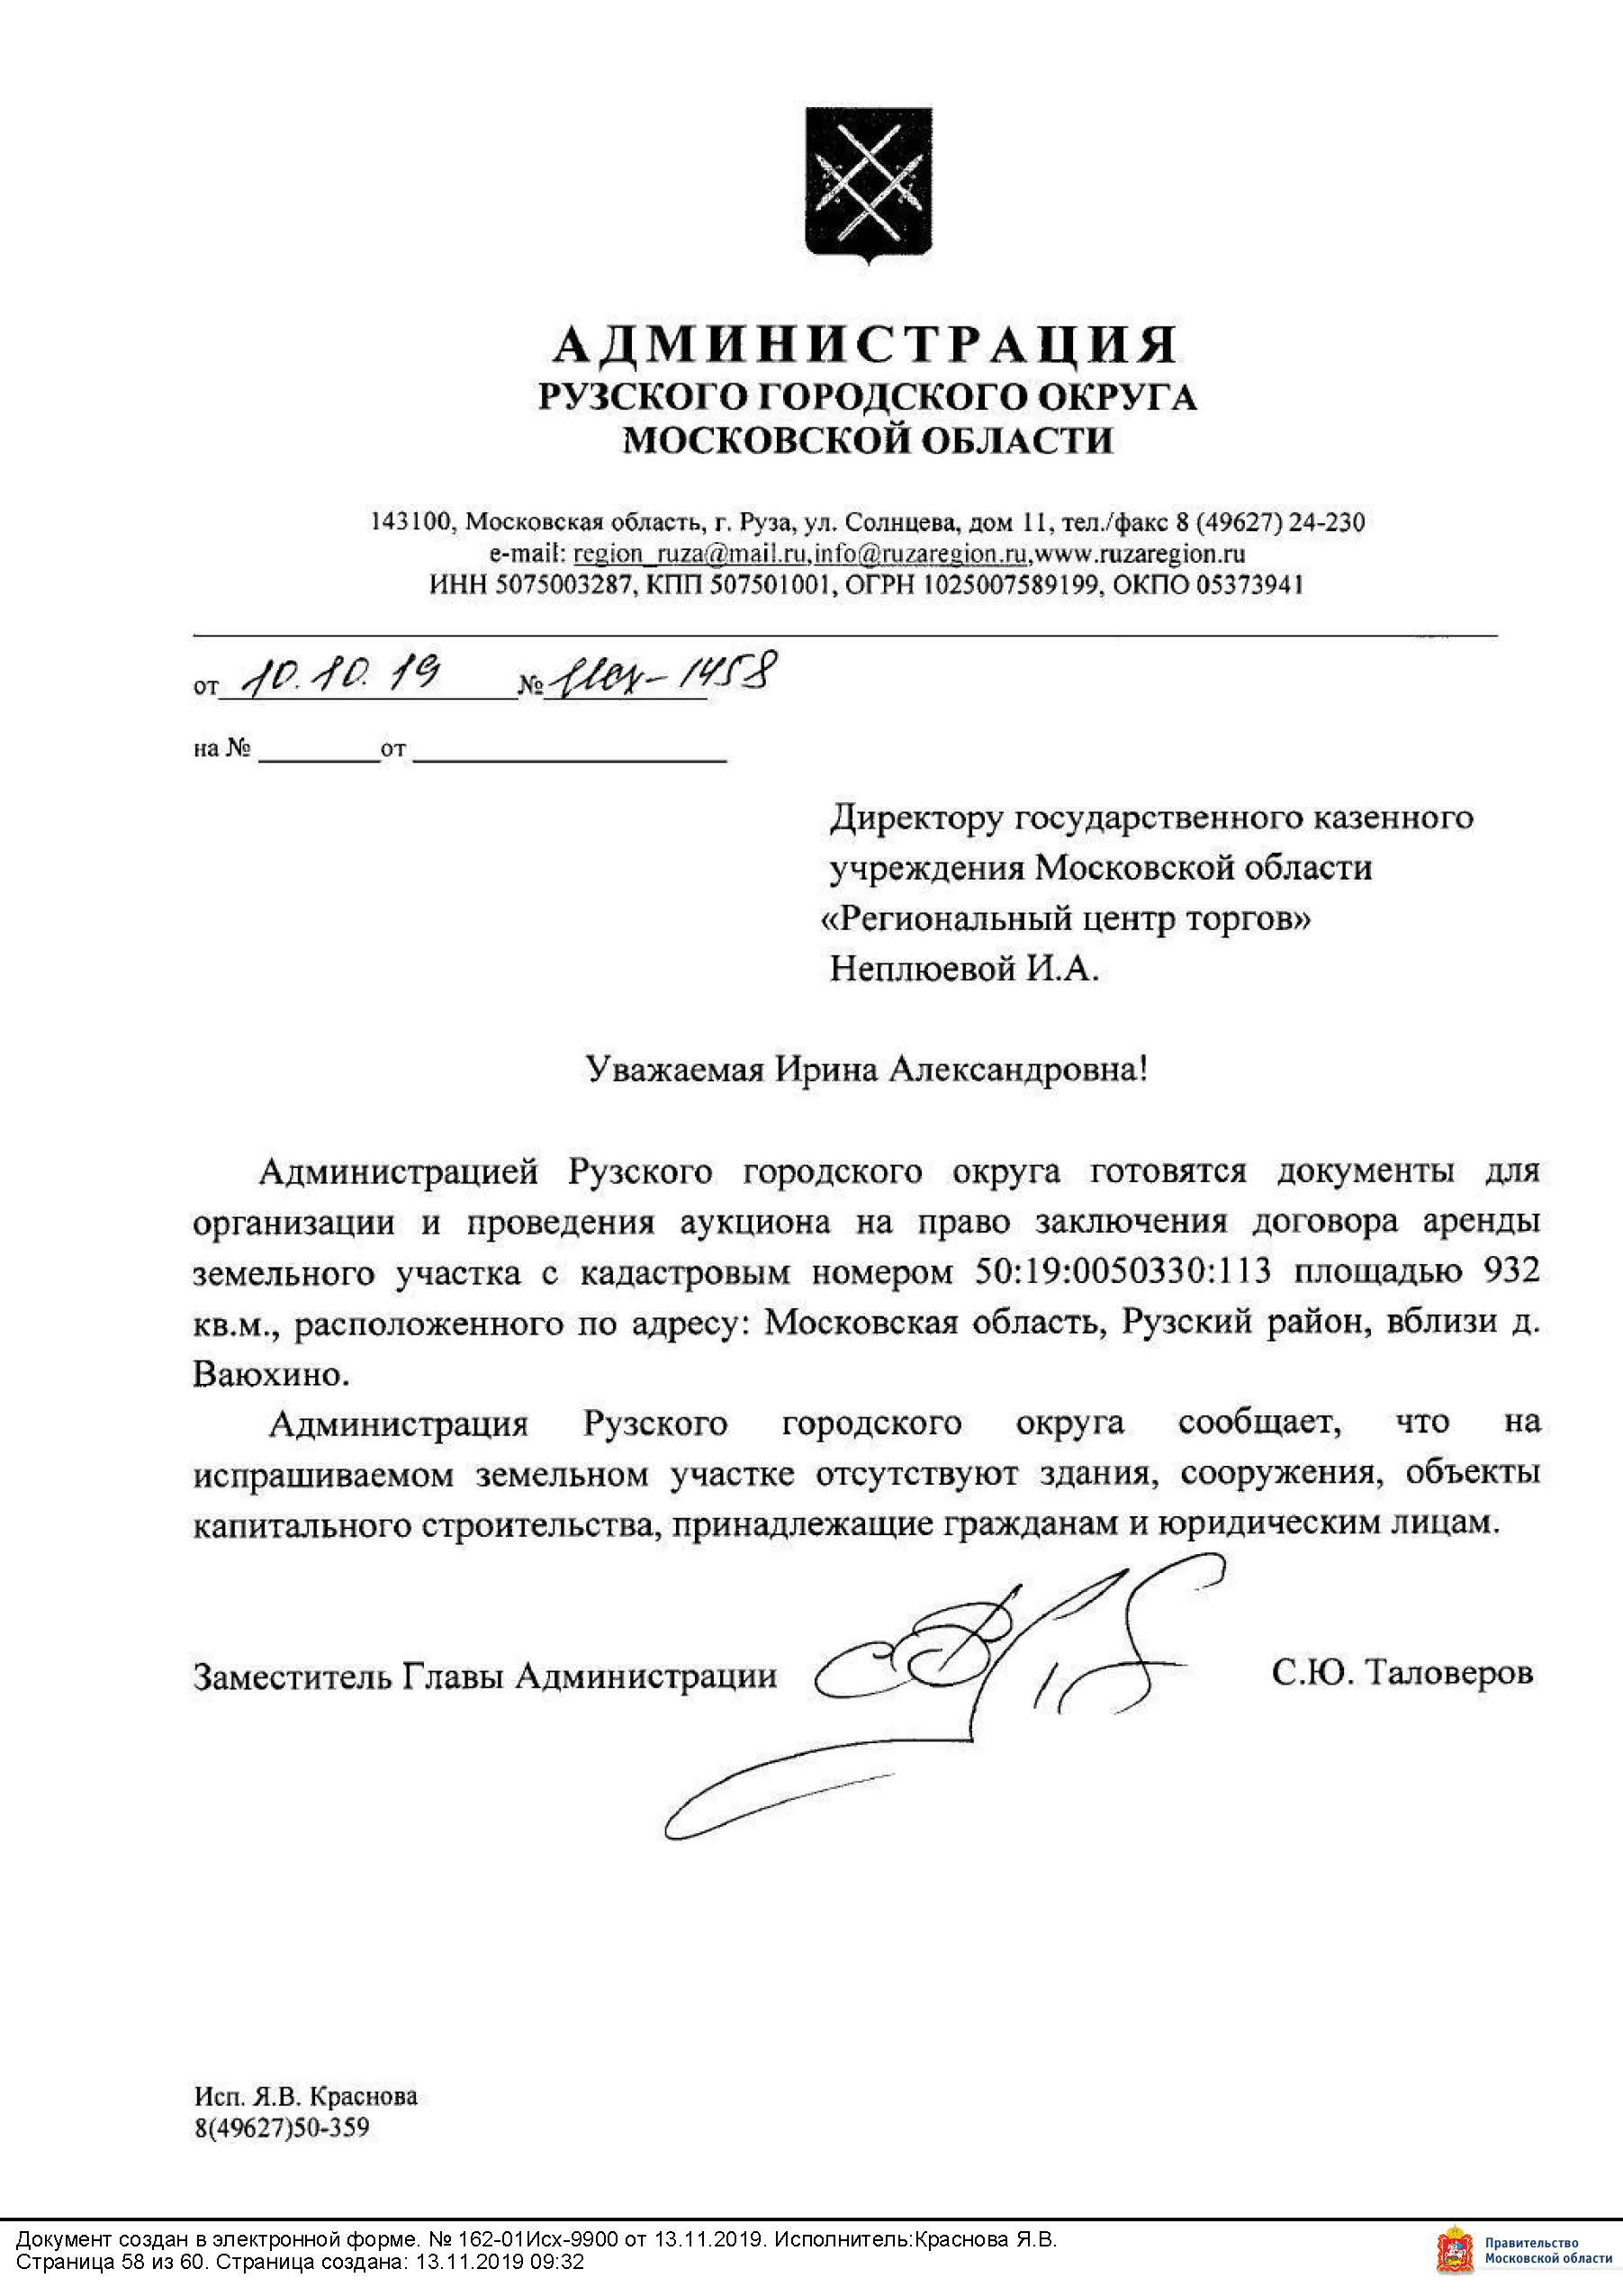 АДМИНИСТРАЦИЯ
РУЗСКОГО ГОРОДСКОГО ОКРУГА
МОСКОВСКОЙ ОБЛАСТИ
143100, Московская область, г. Руза, ул. Солнцева, дом 11, тел./факс 8 (49627) 24-230
e-mail: region_ruza@mail.ru,info@ruzaregion.ru,www.ruzaregion.ru
ИНН 5075003287, КПП 507501001, ОГРН 1025007589199, ОКПО 05373941
от 10.10.19 № Исх-1458
на № ________от
Директору государственного казенного
учреждения Московской области
«Региональный центр торгов»
Неплюевой И.А.
Уважаемая Ирина Александровна!
Администрацией Рузского городского округа готовятся документы для
организации и проведения аукциона на право заключения договора аренды
земельного участка с кадастровым номером 50:19:0050330:113 площадью 932
кв.м., расположенного по адресу: Московская область, Рузский район, вблизи д.
Ваюхино.
Администрация Рузского городского округа сообщает, что на
испрашиваемом земельном участке отсутствуют здания, сооружения, объекты
капитального строительства, принадлежащие гражданам и юридическим лицам.
Заместитель Главы Администрации С.Ю. Таловеров
Исп. Я.В. Краснова
8(49627)50-359
Документ создан в электронной форме. № 162-01Исх-9900 от 13.11.2019. Исполнитель:Краснова Я.В.
Страница 58 из 60. Страница создана: 13.11.2019 09:32
Правительство
Московской области